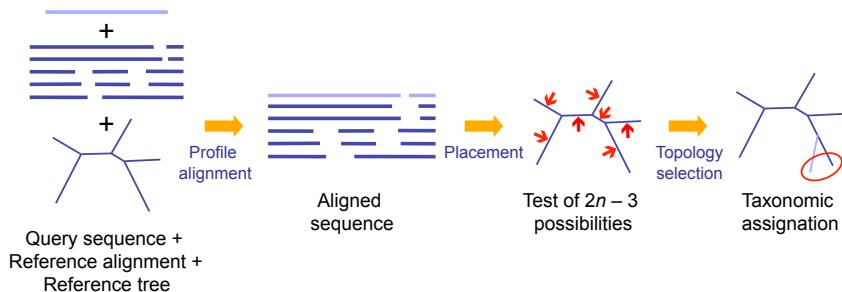 +
+
Query sequence +
Reference alignment +
Reference tree
Profile
alignment
Aligned
sequence
Placement
Test of 2n – 3
possibilities
Topology
selection
Taxonomic
assignation